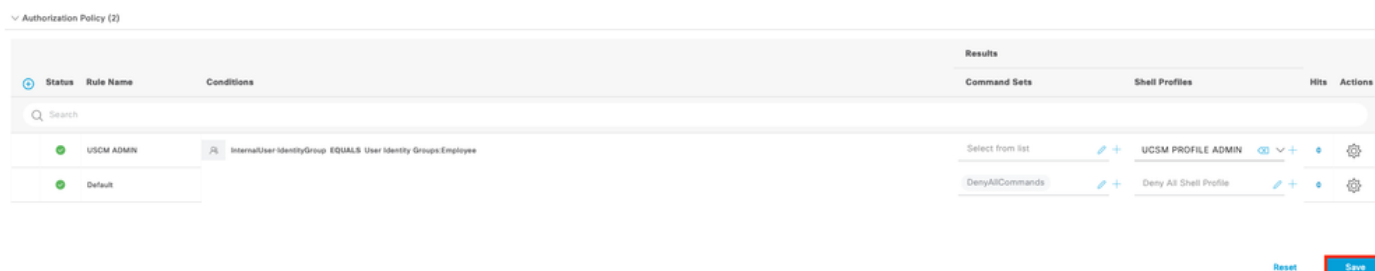 Authorization Policy (2)
Results
Status Rule Name Conditions Command Sets Shell Profiles Hits Actions
Search
USCM ADMIN InternalUser·IdentityGroup EQUALS User Identity Groups:Employee Select from list UCSM PROFILE ADMIN
Default DenyAllCommands Deny All Shell Profile
Reset Save